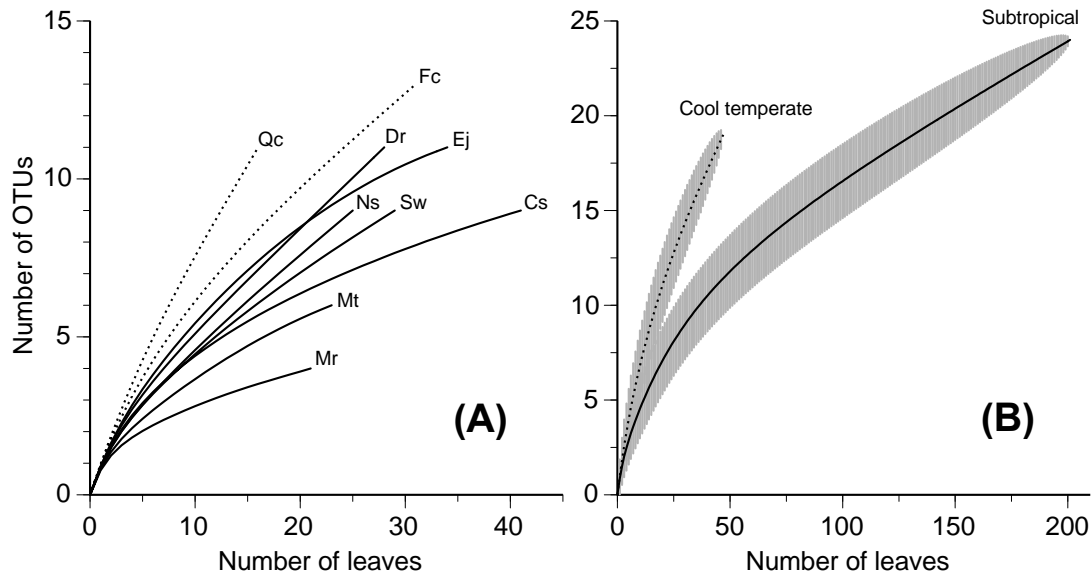 15
10
5
0
Number of OTUs
Qc
Fc
Dr
Ej
Ns
Sw
Cs
Mt
Mr
(A)
0 10 20 30 40
Number of leaves
25
20
15
10
5
0
Subtropical
Cool temperate
(B)
0 50 100 150 200
Number of leaves